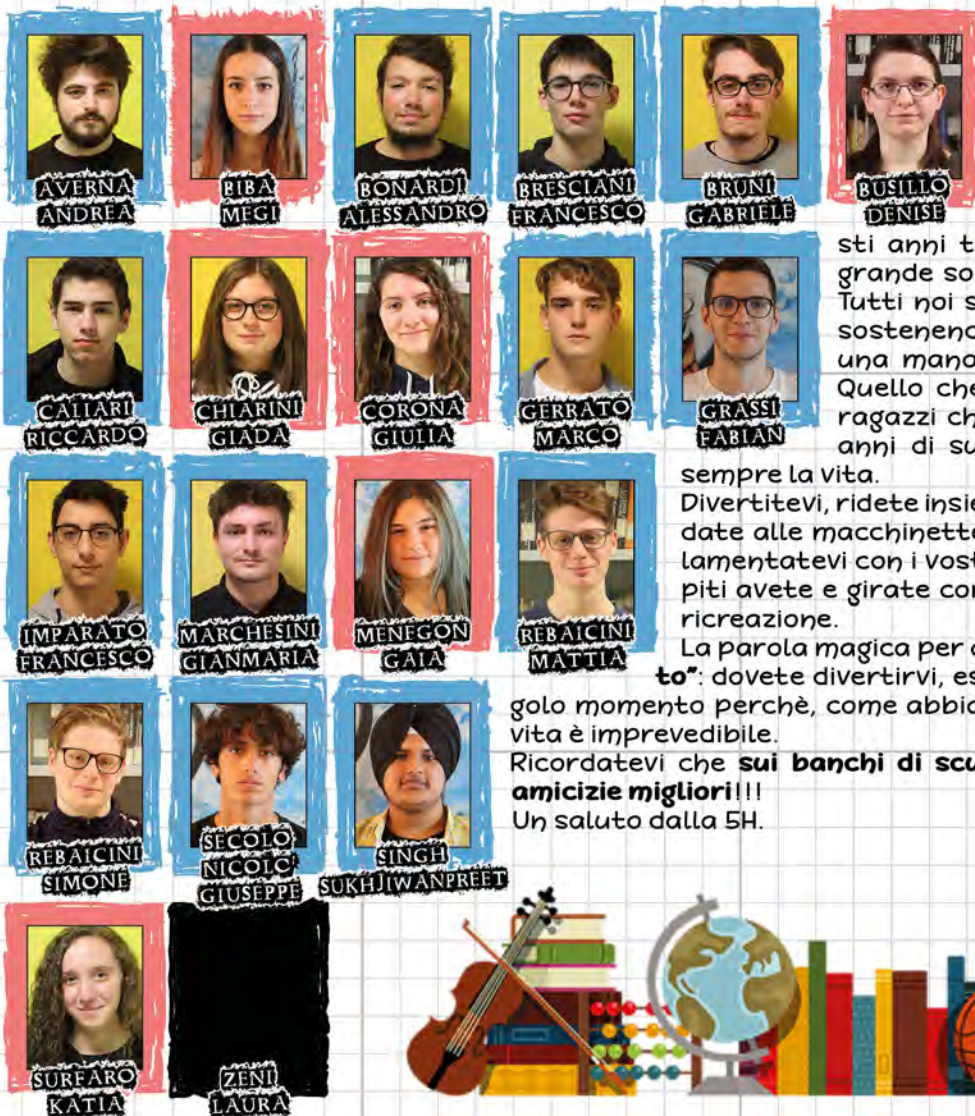 AVERNA
ANDREA
BIBA
MEGI
BONARDI
ALESSANDRO
BRESCIANI
FRANCESCO
BRUNI
GABRIELE
BUSILLO
DENISE
CALIARI
RICCARDO
CHIARINI
GIADA
CORONA
GIULIA
GERRATO
MARCO
GRASSI
FABIAN
IMPARATO
FRANCESCO
MARCHESINI
GIANMARIA
MENEGON
GAIA
REBAICINI
MATTIA
REBAICINI
SIMONE
SECOLO
NICOLO'
GIUSEPPE
SINGH
SUKHJIWANPREET
SURFARO
KATIA
ZENI
LAURA
sti anni t
grande so
Tutti noi s
sostenend
una mano
Quello che
ragazzi ch
anni di su
sempre la vita.
Divertitevi, ridete insie
date alle macchinette
lamentatevi con i vost
piti avete e girate con
ricreazione.
La parola magica per
to”: dovete divertirvi, es
golo momento perchè, come abbia
vita è imprevedibile.
Ricordatevi che sui banchi di scu
amicizie migliori!!!
Un saluto dalla 5H.